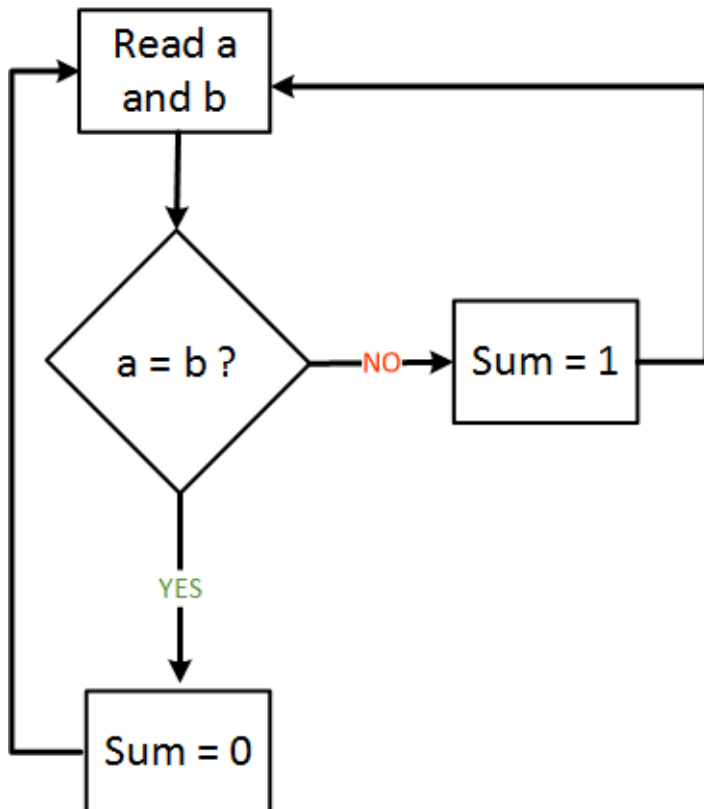 Read a
and b
a = b ?
NO
Sum = 1
YES
Sum = 0